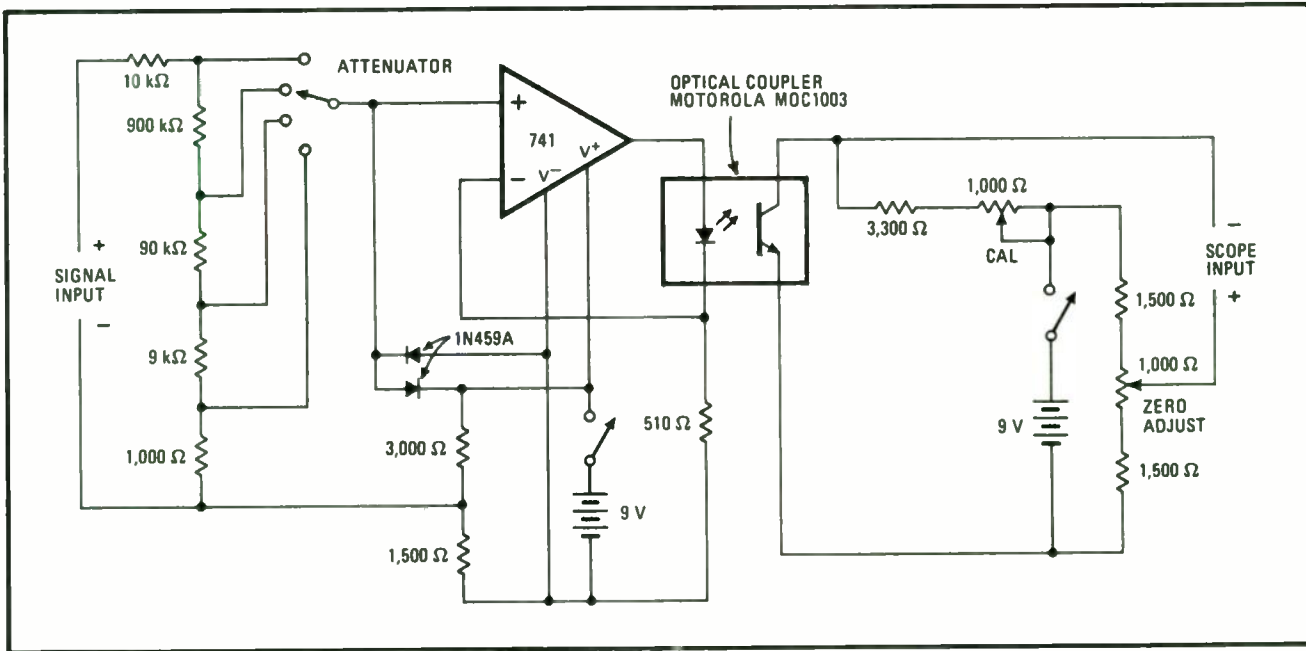 10 kΩ
ATTENUATOR
900 kΩ
90 kΩ
9 kΩ
1,000 Ω
+
SIGNAL
INPUT
−
+
741
−
V−
V+
1N459A
3,000 Ω
1,500 Ω
9 V
510 Ω
OPTICAL COUPLER
MOTOROLA MOC1003
3,300 Ω
1,000 Ω
CAL
9 V
1,500 Ω
1,000 Ω
ZERO
ADJUST
1,500 Ω
−
SCOPE
INPUT
+